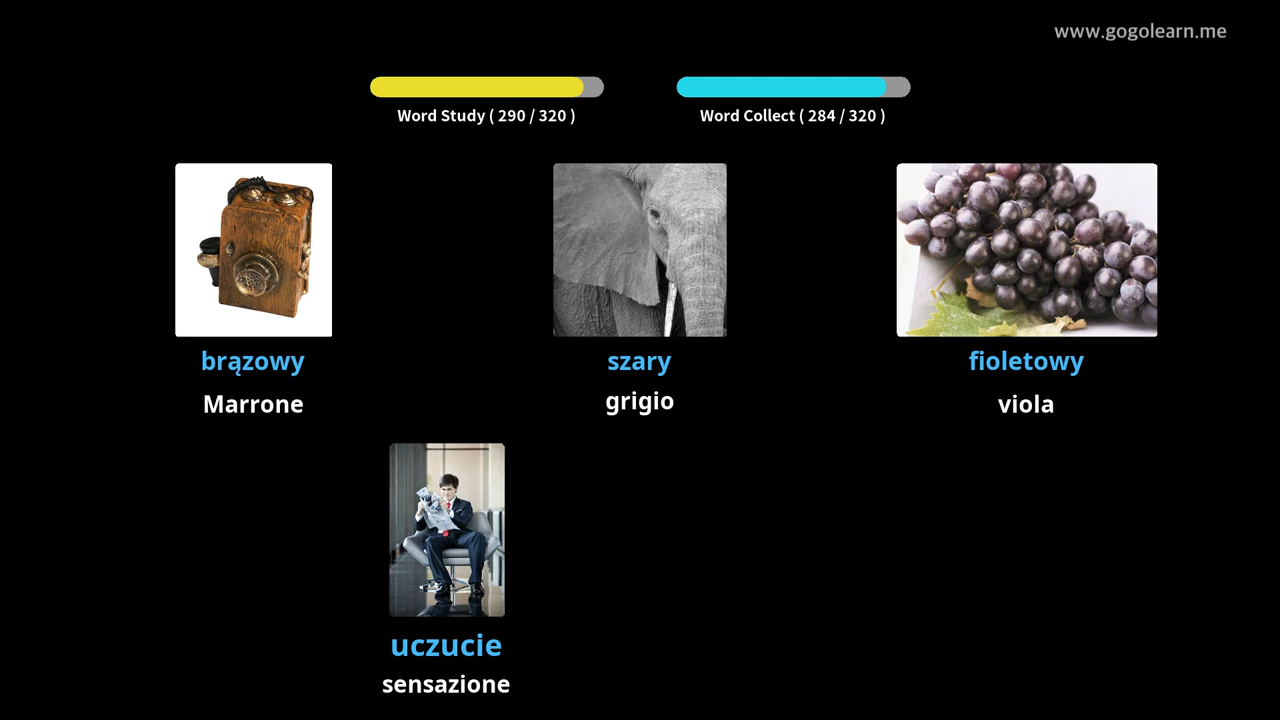 www.gogolearn.me
Word Study ( 290 / 320 )
Word Collect ( 284 / 320 )
brązowy
szary
fioletowy
Marrone
grigio
viola
uczucie
sensazione